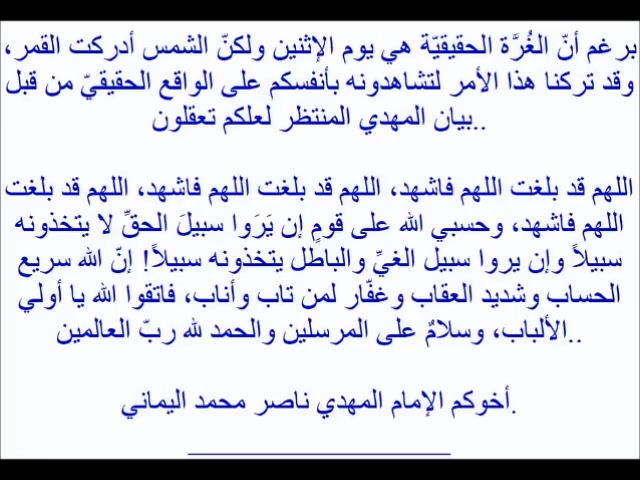 برغم أنّ الغُرَّة الحقيقيّة هي يوم الإثنين ولكنّ الشمس أدركت القمر،
وقد تركنا هذا الأمر لتشاهدونه بأنفسكم على الواقع الحقيقيّ من قبل
بيان المهدي المنتظر لعلكم تعقلون..
اللهم قد بلغت اللهم فاشهد، اللهم قد بلغت اللهم فاشهد، اللهم قد بلغت
اللهم فاشهد، وحسبي الله على قومٍ إن يَرَوا سبيلَ الحقِّ لا يتخذونه
سبيلاً وإن يروا سبيل الغيِّ والباطل يتخذونه سبيلاً! إنّ الله سريع
الحساب وشديد العقاب وغفّار لمن تاب وأناب، فاتقوا الله يا أولي
الألباب، وسلامٌ على المرسلين والحمد لله ربّ العالمين..
أخوكم الإمام المهدي ناصر محمد اليماني.